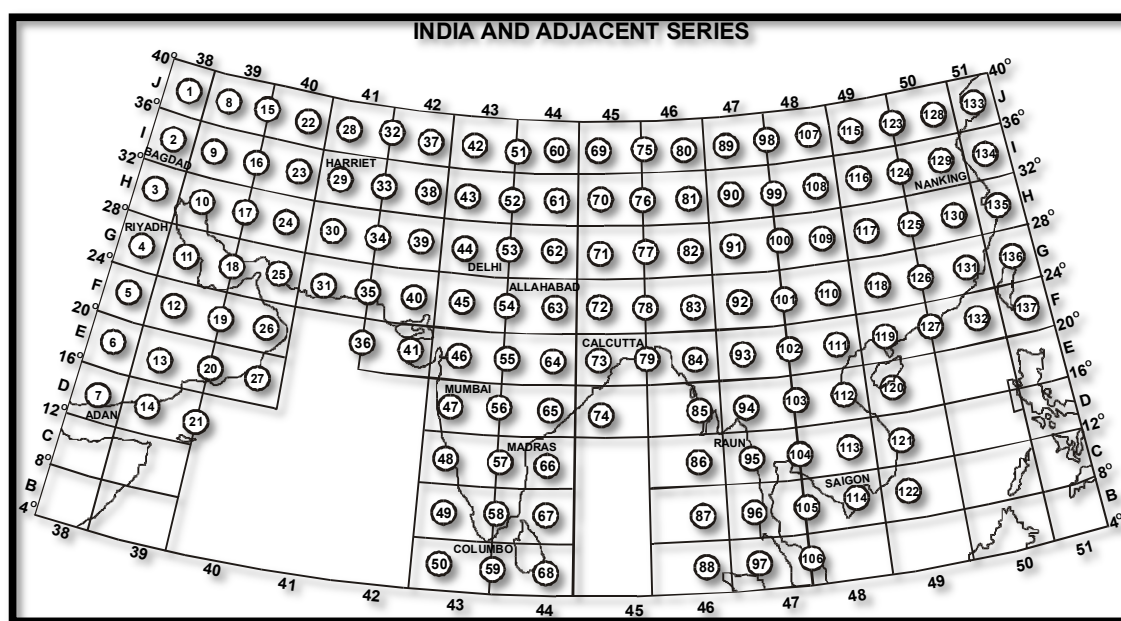 INDIA AND ADJACENT SERIES
38 39 40 41 42 43 44 45 46 47 48 49 50 51
40° 40°
J 1 8 15 22 28 32 37 42 51 60 69 75 80 89 98 107 115 123 128 133 J
36° 36°
I 2 9 16 23 29 33 38 43 52 61 70 76 81 90 99 108 116 124 129 134 I
BAGDAD HARRIET NANKING
32° 32°
H 3 10 17 24 30 34 39 44 53 62 71 77 82 91 100 109 117 125 130 135 H
RIYADH DELHI
28° 28°
G 4 11 18 25 31 35 40 45 54 63 72 78 83 92 101 110 118 126 131 136 G
ALLAHABAD
24° 24°
F 5 12 19 26 36 41 46 55 64 73 79 84 93 102 111 119 127 132 137 F
CALCUTTA
20° 20°
E 6 13 20 27 47 56 65 74 85 94 103 112 120 E
MUMBAI
16° 16°
D 7 14 21 48 57 66 86 95 104 113 121 D
ADAN MADRAS RAUN
12° 12°
C 49 58 67 87 96 105 114 122 C
SAIGON
8° 8°
B 50 59 68 88 97 106 B
COLUMBO
4° 4°
38 39 40 41 42 43 44 45 46 47 48 49 50 51